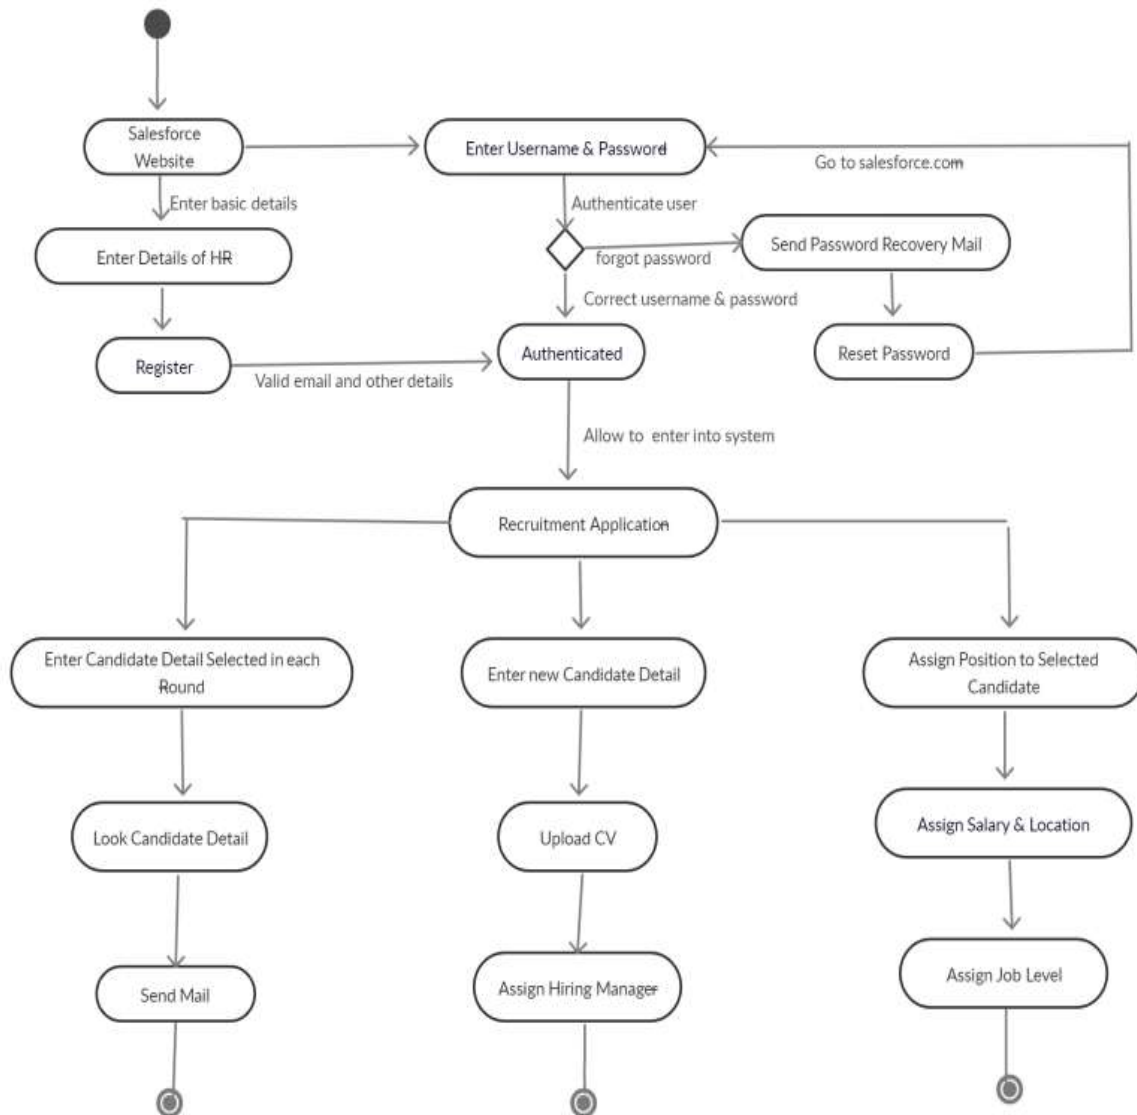 Salesforce
Website
Enter Username & Password
Go to salesforce.com
Enter basic details
Authenticate user
Enter Details of HR
forgot password
Send Password Recovery Mail
Correct username & password
Register
Valid email and other details
Authenticated
Reset Password
Allow to enter into system
Recruitment Application
Enter Candidate Detail Selected in each
Round
Enter new Candidate Detail
Assign Position to Selected
Candidate
Look Candidate Detail
Upload CV
Assign Salary & Location
Send Mail
Assign Hiring Manager
Assign Job Level